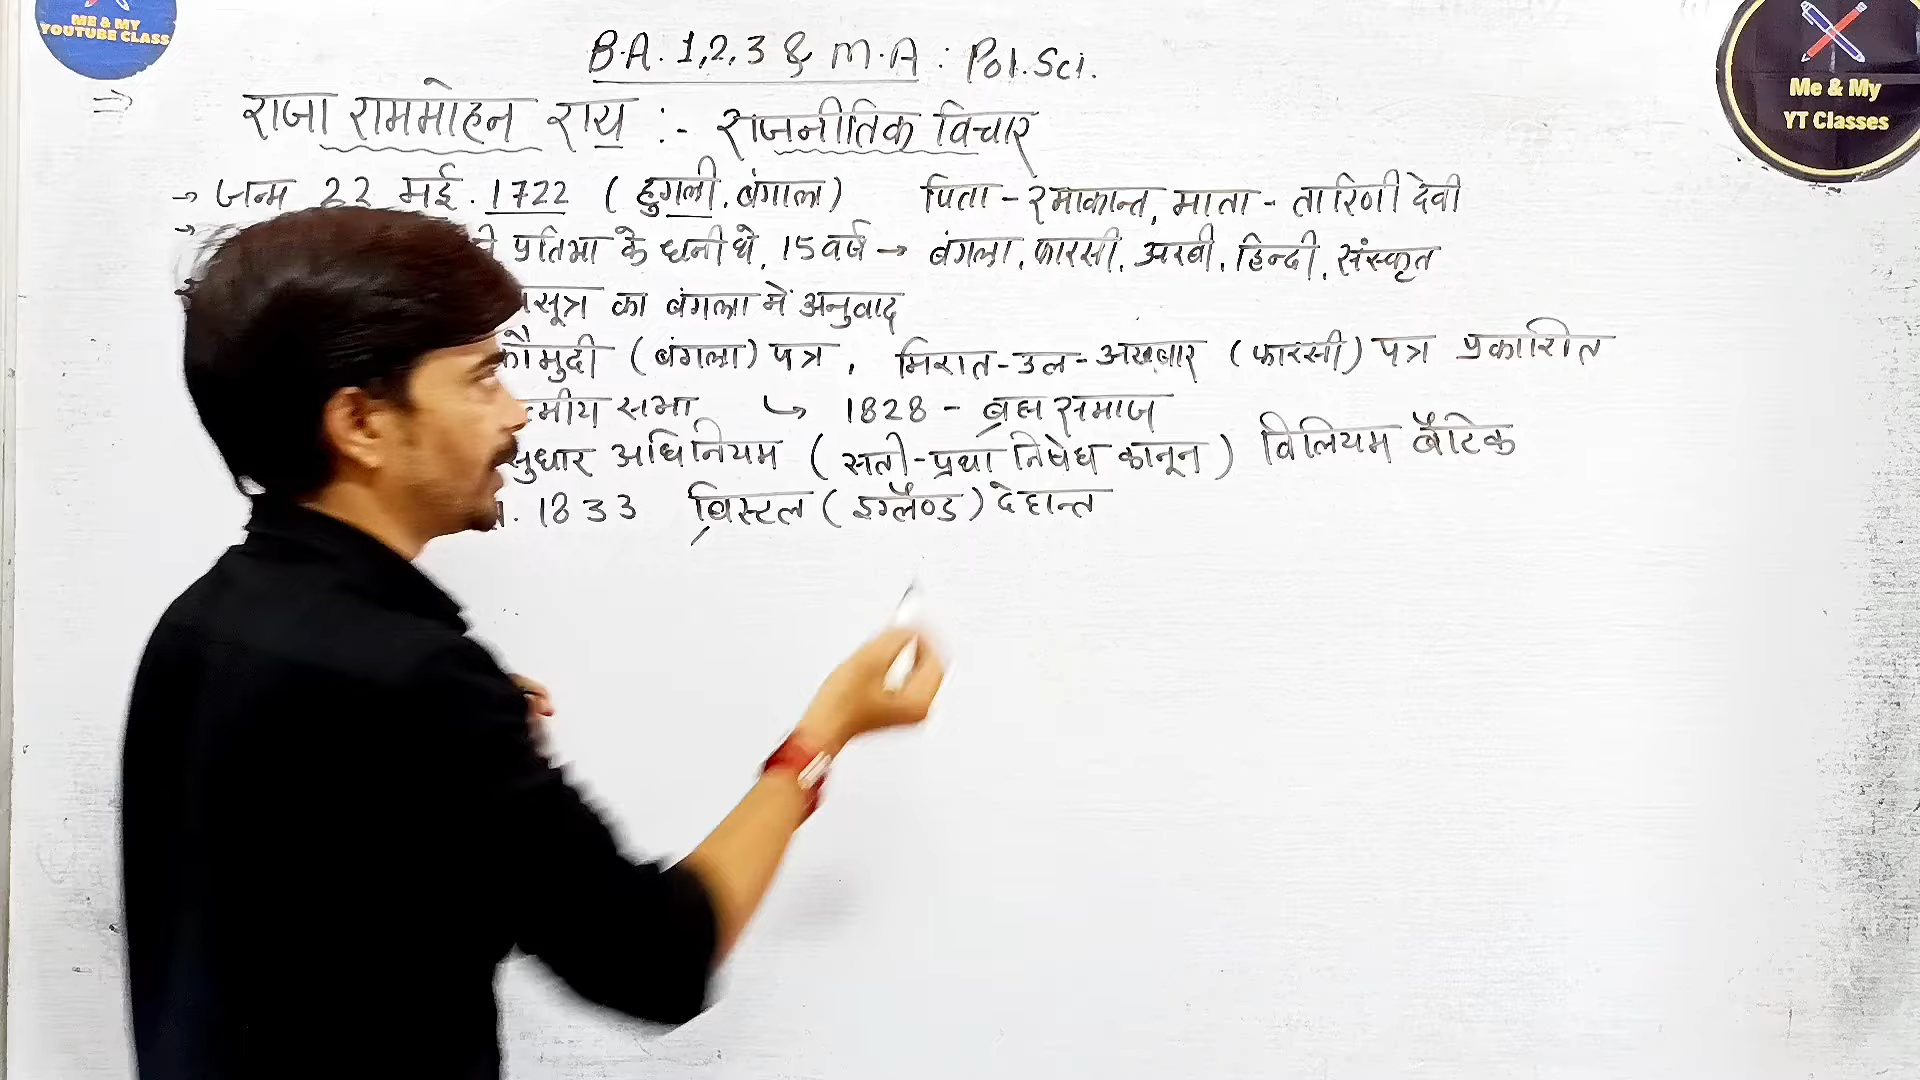 ME & MY
YOUTUBE CLASS
B.A. 1,2,3 & M.A : Pol.Sci.
Me & My
YT Classes
⇒ राजा राममोहन राय :- राजनीतिक विचार
→ जन्म 22 मई. 1722 (हुगली, बंगाल) पिता - रमाकान्त, माता - तारिणी देवी
→ प्रतिभा के धनी थे, 15 वर्ष → बंगला, फारसी, अरबी, हिन्दी, संस्कृत
सूत्र का बंगला में अनुवाद
कौमुदी (बंगला) पत्र, मिरात-उल-अखबार (फारसी) पत्र प्रकाशित
सभा ↳ 1828 - ब्रह्म समाज
सुधार अधिनियम (सती-प्रथा निषेध कानून) विलियम बैंटिक
1833 ब्रिस्टल (इंग्लैण्ड) देहान्त